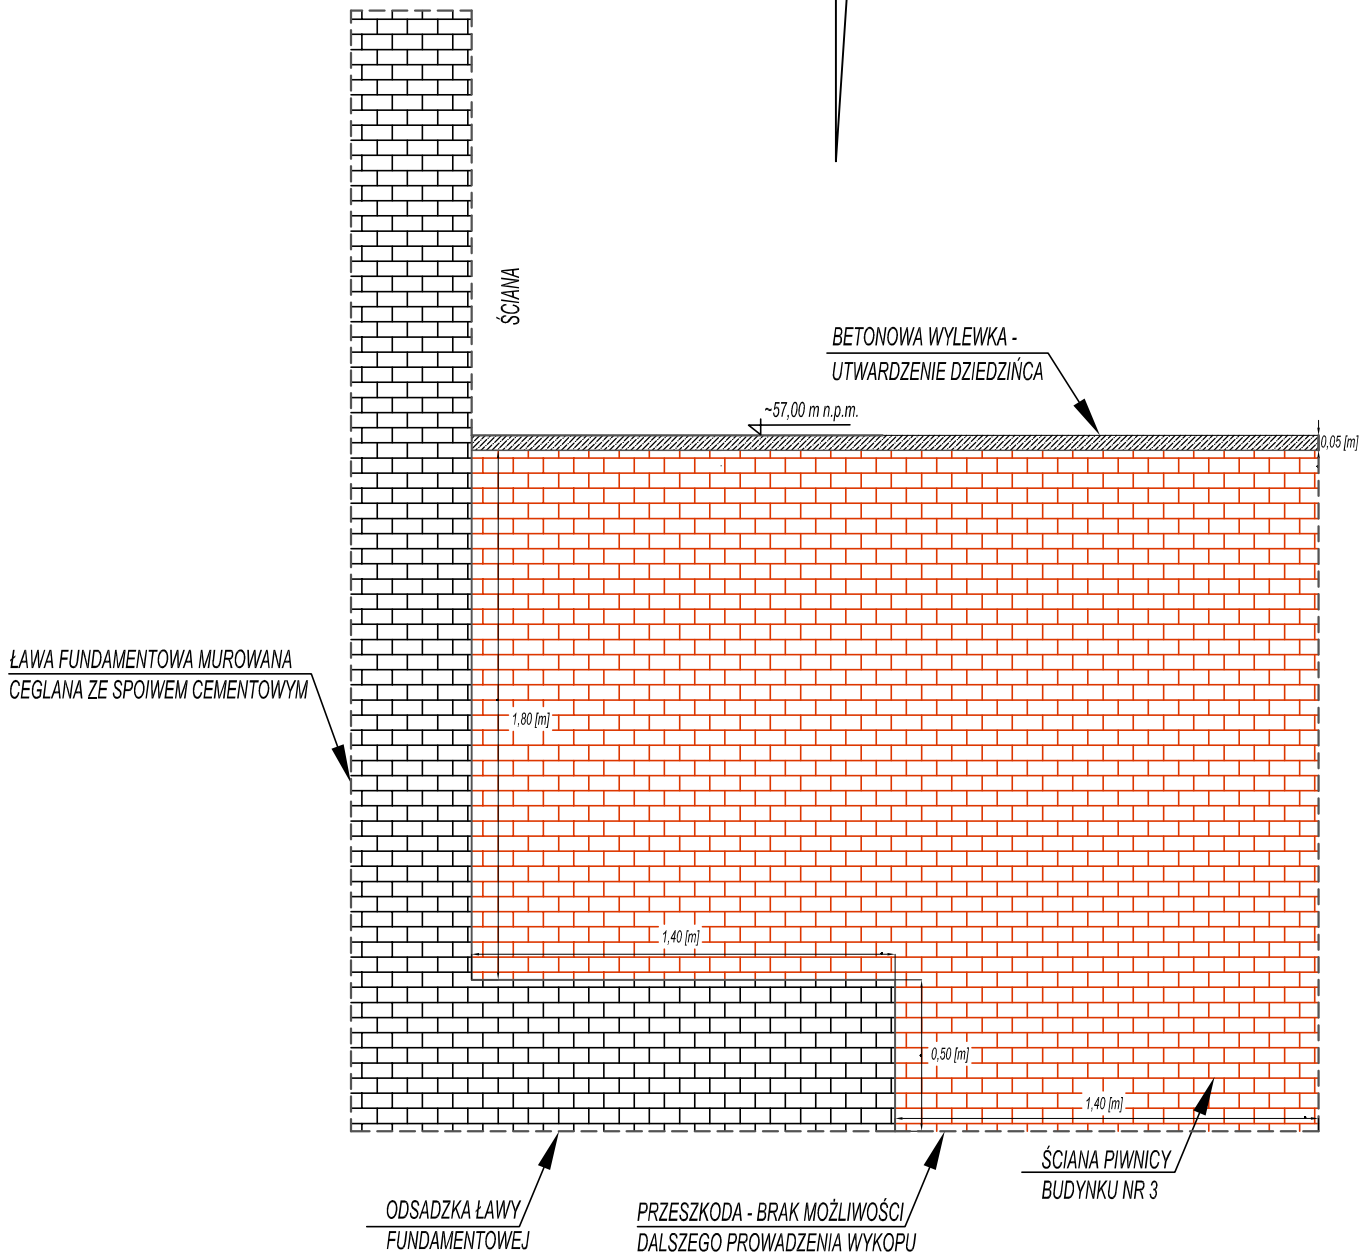 ŚCIANA
BETONOWA WYLEWKA -
UTWARDZENIE DZIEDZIŃCA
~57,00 m n.p.m.
0,05 [m]
ŁAWA FUNDAMENTOWA MUROWANA
CEGLANA ZE SPOIWEM CEMENTOWYM
1,80 [m]
1,40 [m]
0,50 [m]
1,40 [m]
ŚCIANA PIWNICY
BUDYNKU NR 3
ODSADZKA ŁAWY
FUNDAMENTOWEJ
PRZESZKODA - BRAK MOŻLIWOŚCI
DALSZEGO PROWADZENIA WYKOPU